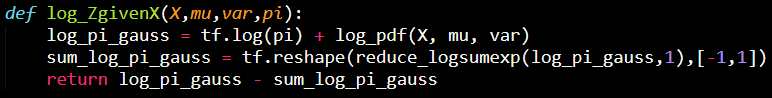 def log_ZgivenX(X,mu,var,pi):
    log_pi_gauss = tf.log(pi) + log_pdf(X, mu, var)
    sum_log_pi_gauss = tf.reshape(reduce_logsumexp(log_pi_gauss,1),[-1,1])
    return log_pi_gauss - sum_log_pi_gauss